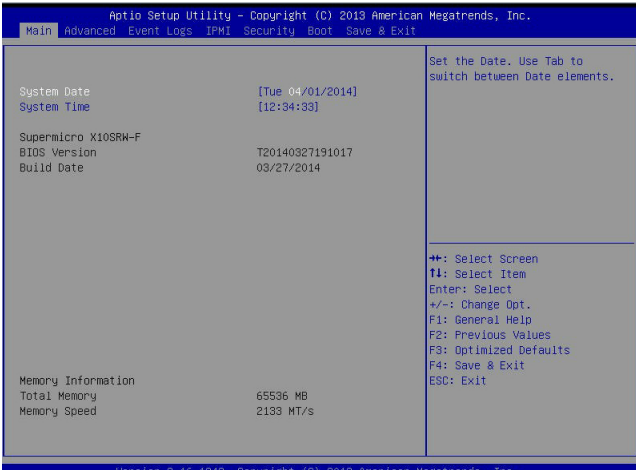 Aptio Setup Utility – Copyright (C) 2013 American Megatrends, Inc.
Main Advanced Event Logs IPMI Security Boot Save & Exit
Set the Date. Use Tab to
switch between Date elements.
System Date [Tue 04/01/2014]
System Time [12:34:33]
Supermicro X10SRW-F
BIOS Version T20140327191017
Build Date 03/27/2014
Memory Information
Total Memory 65536 MB
Memory Speed 2133 MT/s
→←: Select Screen
↑↓: Select Item
Enter: Select
+/-: Change Opt.
F1: General Help
F2: Previous Values
F3: Optimized Defaults
F4: Save & Exit
ESC: Exit